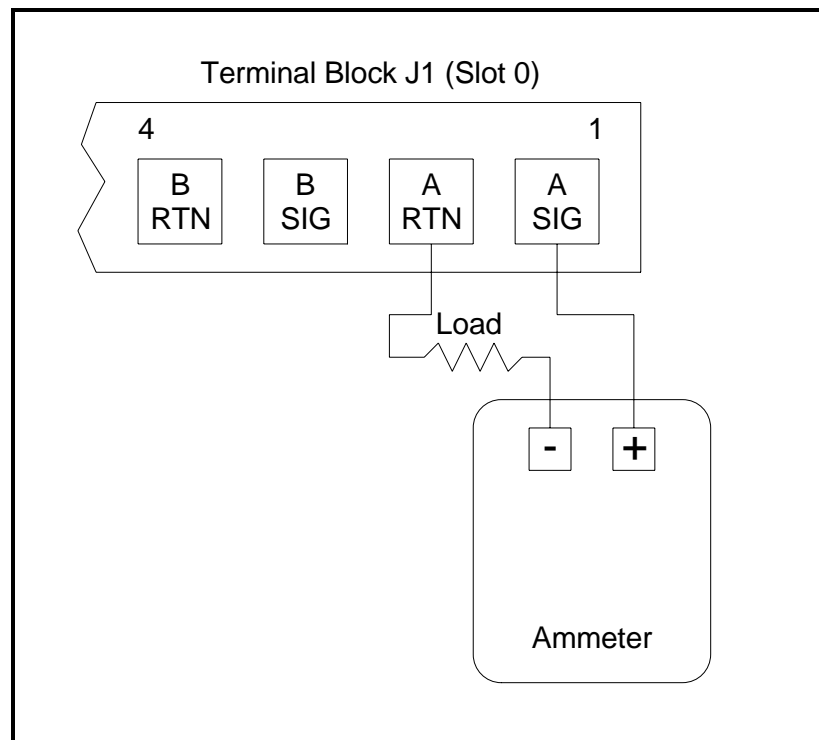 Terminal Block J1 (Slot 0)
4 1
B B A A
RTN SIG RTN SIG
Load
- +
Ammeter